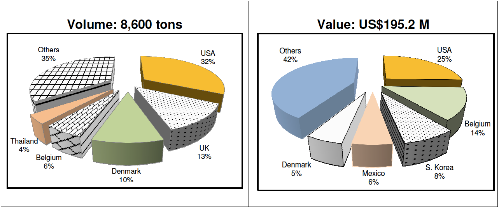 Volume: 8,600 tons
Others
35%
USA
32%
Thailand
4%
Belgium
6%
Denmark
10%
UK
13%
Value: US$195.2 M
Others
42%
USA
25%
Belgium
14%
Denmark
5%
Mexico
6%
S. Korea
8%